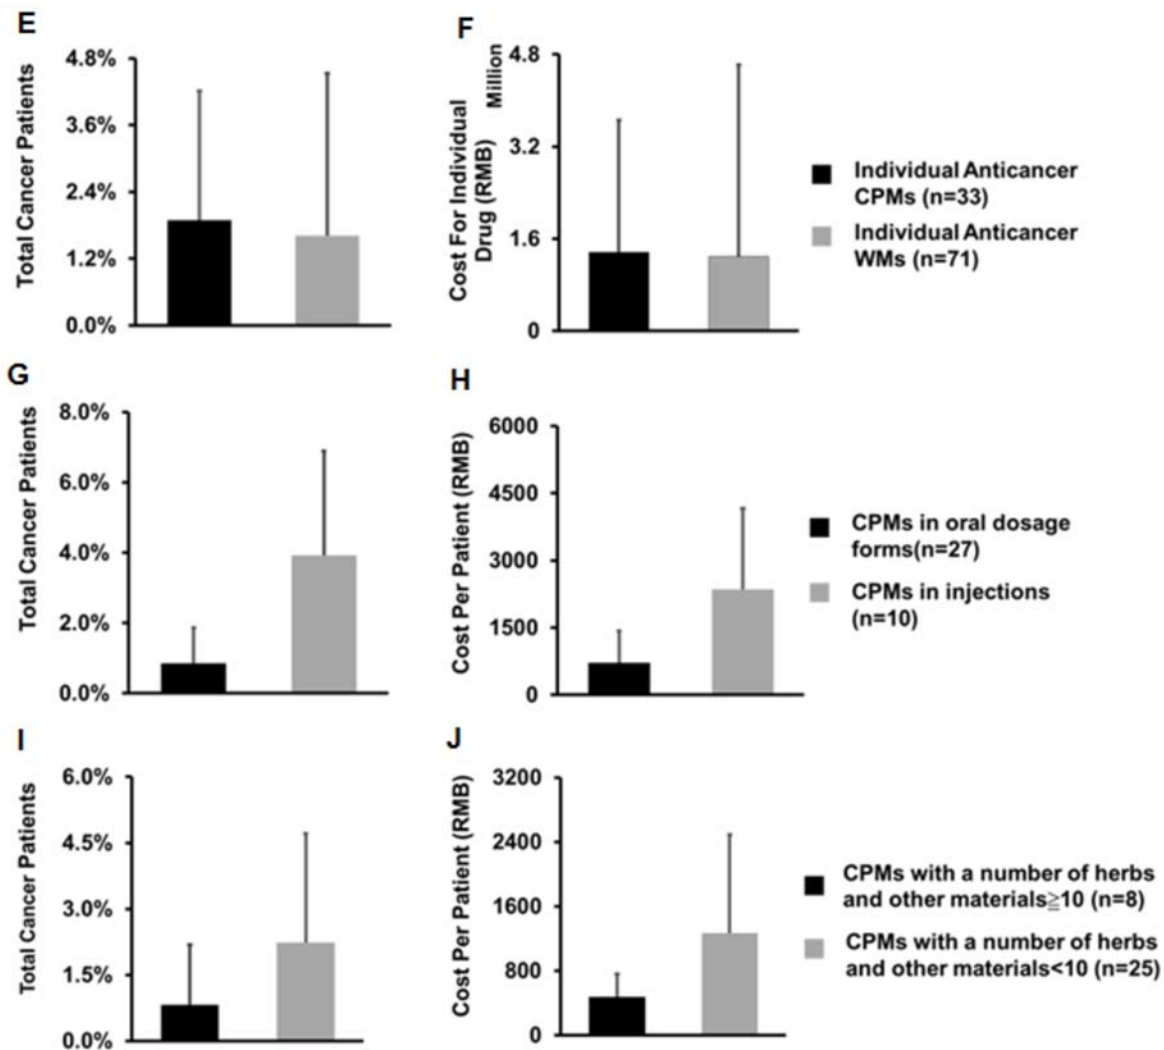 E
Total Cancer Patients
4.8%
3.6%
2.4%
1.2%
0.0%
F
Cost For Individual
Drug (RMB)
Million
4.8
3.2
1.6
0
Individual Anticancer
CPMs (n=33)
Individual Anticancer
WMs (n=71)
G
Total Cancer Patients
8.0%
6.0%
4.0%
2.0%
0.0%
H
Cost Per Patient (RMB)
6000
4500
3000
1500
0
CPMs in oral dosage
forms(n=27)
CPMs in injections
(n=10)
I
Total Cancer Patients
6.0%
4.5%
3.0%
1.5%
0.0%
J
Cost Per Patient (RMB)
3200
2400
1600
800
0
CPMs with a number of herbs
and other materials≧10 (n=8)
CPMs with a number of herbs
and other materials<10 (n=25)